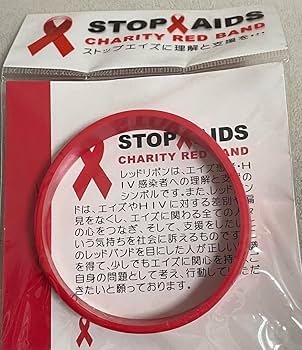 STOP AIDS
CHARITY RED BAND
ストップエイズに理解と支援を・・・
STOP AIDS
CHARITY RED BAND
レッドリボンは、エイズ
HIV感染者への理解と支援の
シンボルです。また、レッド
ドは、エイズやHIVに対する差別
見をなくし、エイズに関わる全ての人
の心をつなぎ、そして、支援をしたい
いう気持ちを社会に訴えるものです
のレッドバンドを目にした人が正しい
を得て、少しでもエイズに関心を持
自身の問題として考え、行動して
きたいと願っております。